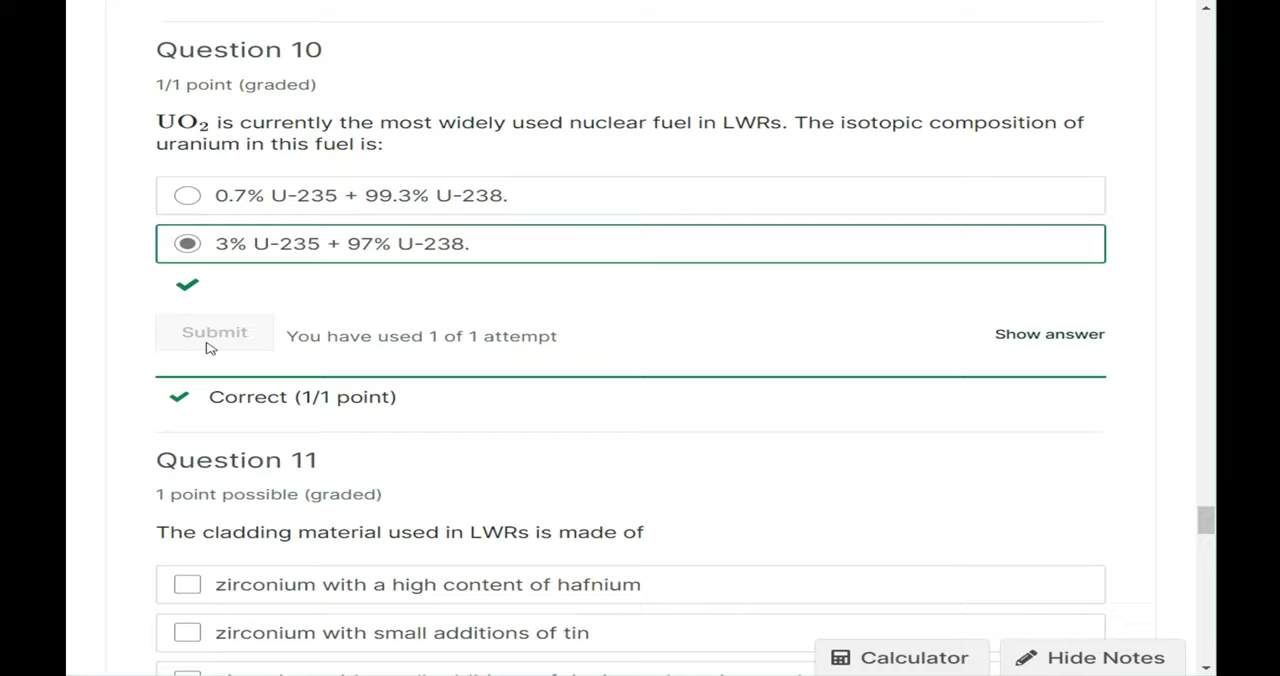 Question 10
1/1 point (graded)
UO₂ is currently the most widely used nuclear fuel in LWRs. The isotopic composition of
uranium in this fuel is:
0.7% U-235 + 99.3% U-238.
3% U-235 + 97% U-238.
Submit
You have used 1 of 1 attempt
Show answer
Correct (1/1 point)
Question 11
1 point possible (graded)
The cladding material used in LWRs is made of
zirconium with a high content of hafnium
zirconium with small additions of tin
Calculator
Hide Notes